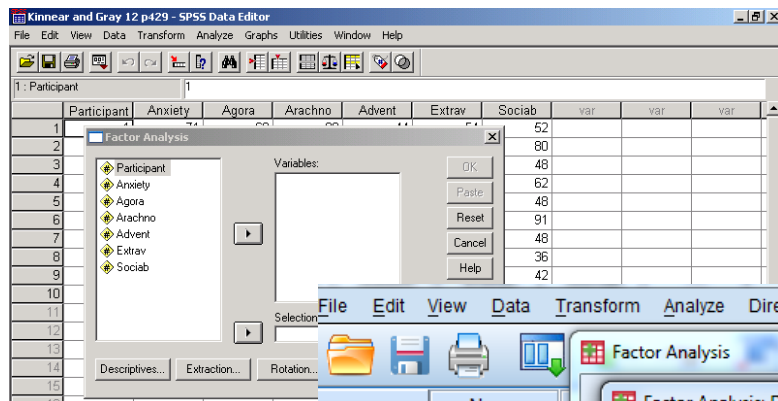 Kinnear and Gray 12 p429 - SPSS Data Editor
File Edit View Data Transform Analyze Graphs Utilities Window Help
1 : Participant 1
Participant Anxiety Agora Arachno Advent Extrav Sociab var var var
1 52
2 80
3 48
4 62
5 48
6 91
7 48
8 36
9 42
10
11
12
13
14
15
Factor Analysis
Participant
Anxiety
Agora
Arachno
Advent
Extrav
Sociab
Variables:
OK
Paste
Reset
Cancel
Help
Selection
Descriptives... Extraction... Rotation...
File Edit View Data Transform Analyze Dire
Factor Analysis
Factor Analysis: